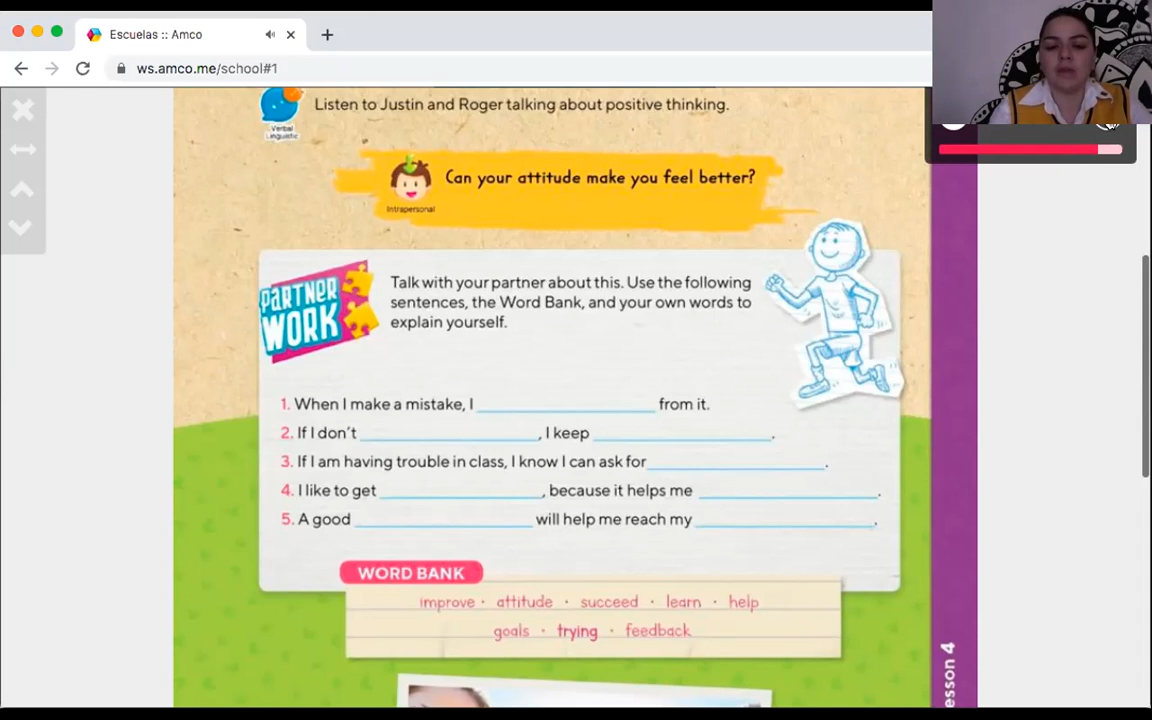 Escuelas :: Amco
ws.amco.me/school#1
Listen to Justin and Roger talking about positive thinking.
Verbal
Linguistic
Can your attitude make you feel better?
Intrapersonal
PARTNER
WORK
Talk with your partner about this. Use the following
sentences, the Word Bank, and your own words to
explain yourself.
1. When I make a mistake, I from it.
2. If I don't , I keep .
3. If I am having trouble in class, I know I can ask for .
4. I like to get , because it helps me .
5. A good will help me reach my .
WORD BANK
improve · attitude · succeed · learn · help
goals · trying · feedback
esson 4